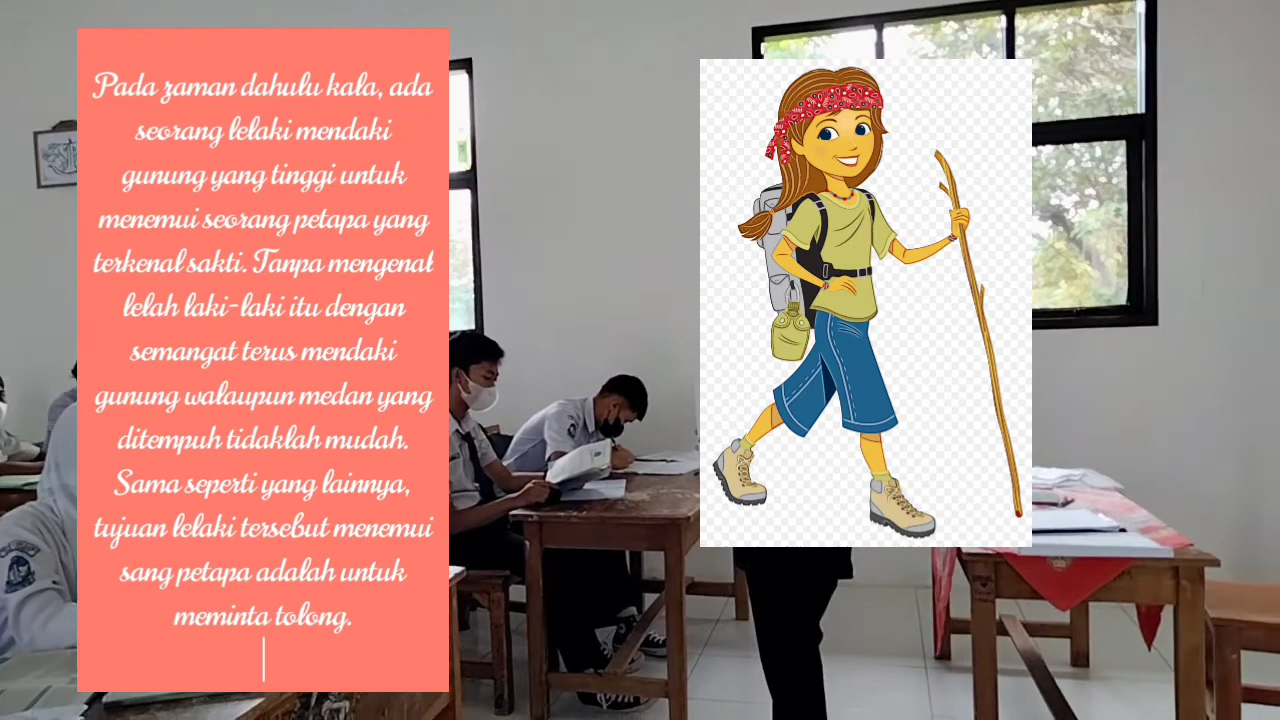 Pada zaman dahulu kala, ada
seorang lelaki mendaki
gunung yang tinggi untuk
menemui seorang petapa yang
terkenal sakti. Tanpa mengenal
lelah laki-laki itu dengan
semangat terus mendaki
gunung walaupun medan yang
ditempuh tidaklah mudah.
Sama seperti yang lainnya,
tujuan lelaki tersebut menemui
sang petapa adalah untuk
meminta tolong.